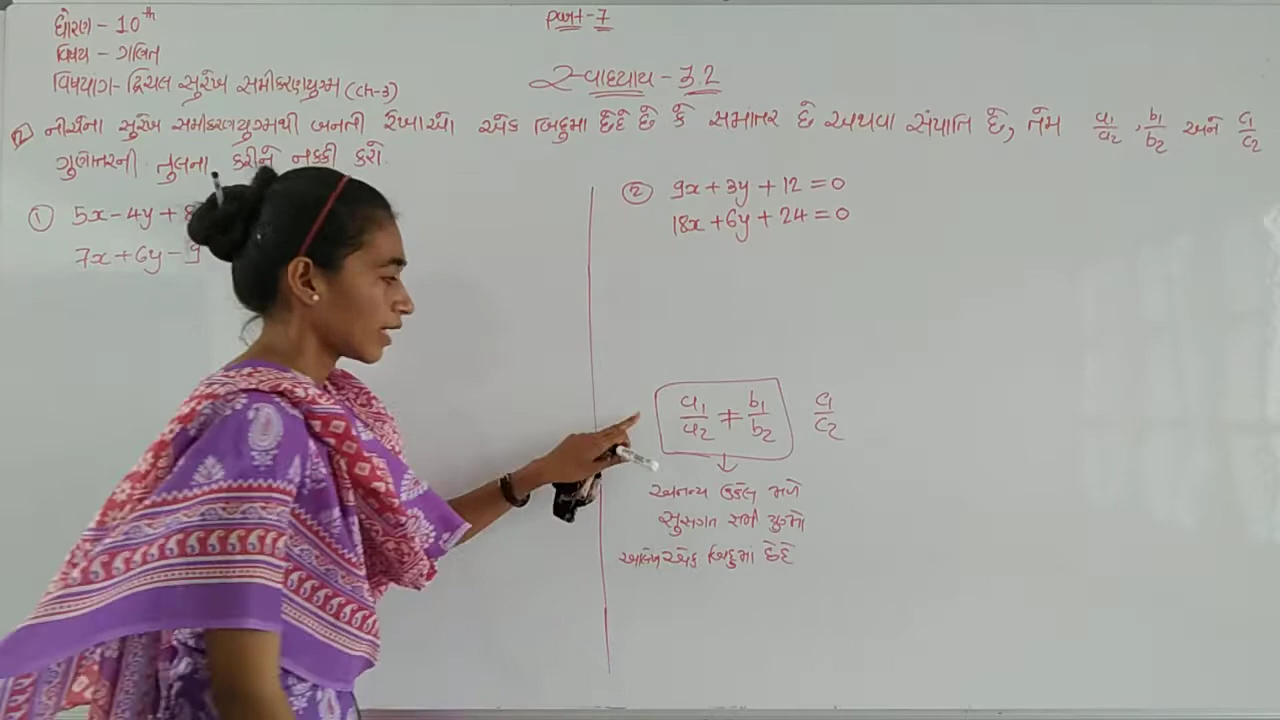 ધોરણ - 10th
વિષય - ગણિત
વિષયાંગ - દ્વિચલ સુરેખ સમીકરણયુગ્મ (ch-3)
part - 7
સ્વાધ્યાય - 3.2
નીચેના સુરેખ સમીકરણયુગ્મથી બનતી રેખાઓ એક બિંદુમાં છેદે છે કે સમાંતર છે અથવા સંપાતિ છે, તેમ a₁/a₂, b₁/b₂ અને c₁/c₂
ગુણોત્તરની તુલના કરીને નક્કી કરો.
① 5x - 4y + 8
7x + 6y - 9
② 9x + 3y + 12 = 0
18x + 6y + 24 = 0
a₁/a₂ ≠ b₁/b₂ c₁/c₂
અનન્ય ઉકેલ મળે
સુસંગત સમી યુગ્મો
આલેખ એક બિંદુમાં છેદે